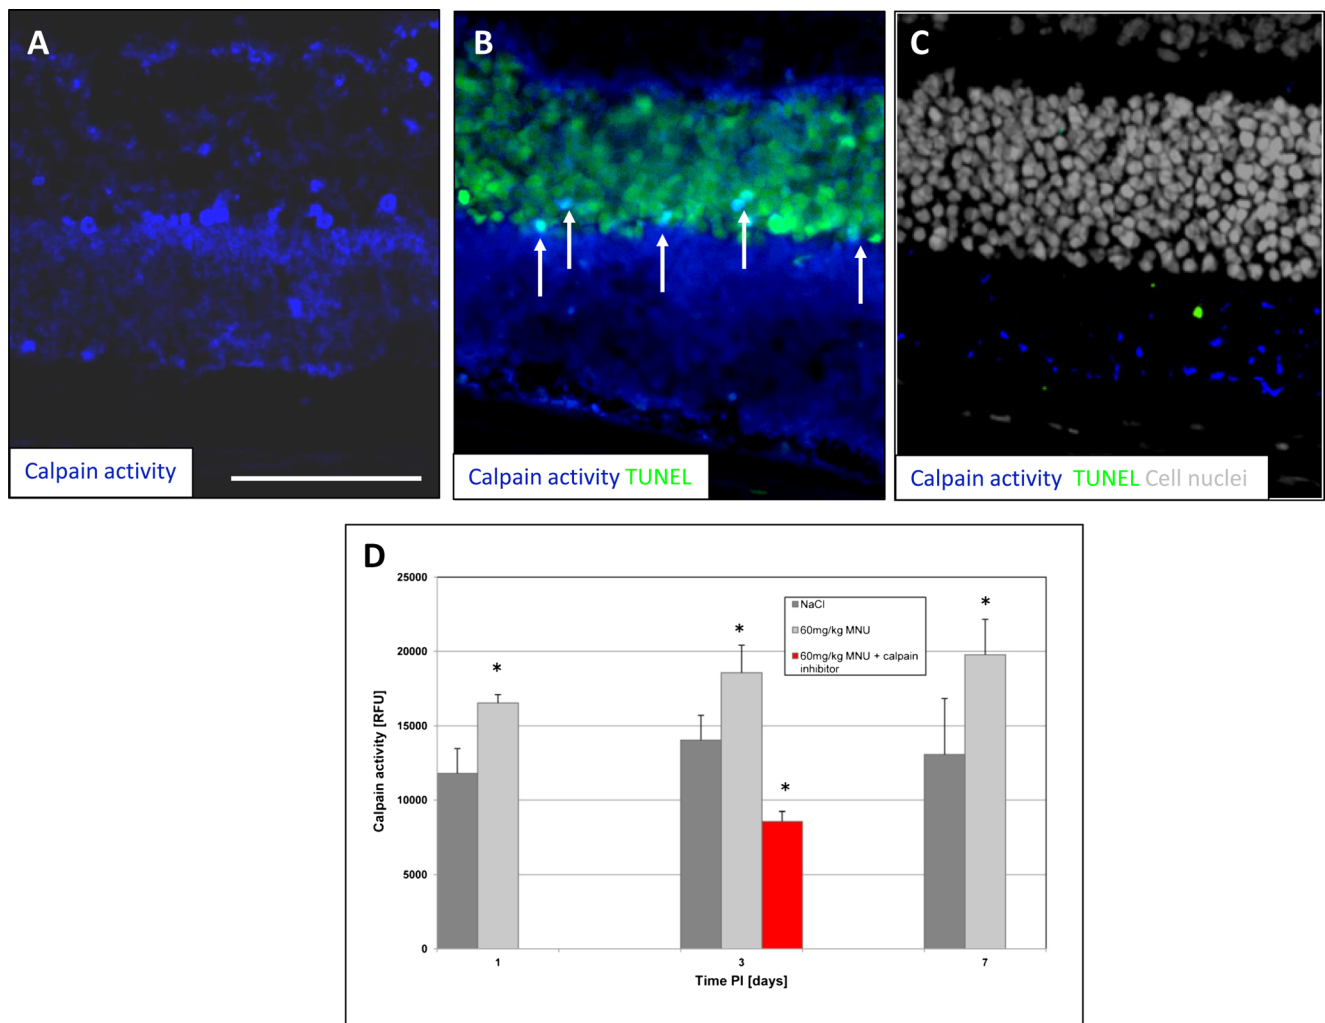 A
B
C
Calpain activity
Calpain activity TUNEL
Calpain activity TUNEL Cell nuclei
D
25000
20000
15000
10000
5000
0
Calpain activity [RFU]
NaCl
60mg/kg MNU
60mg/kg MNU + calpain
inhibitor
*
*
*
*
1
3
7
Time PI [days]